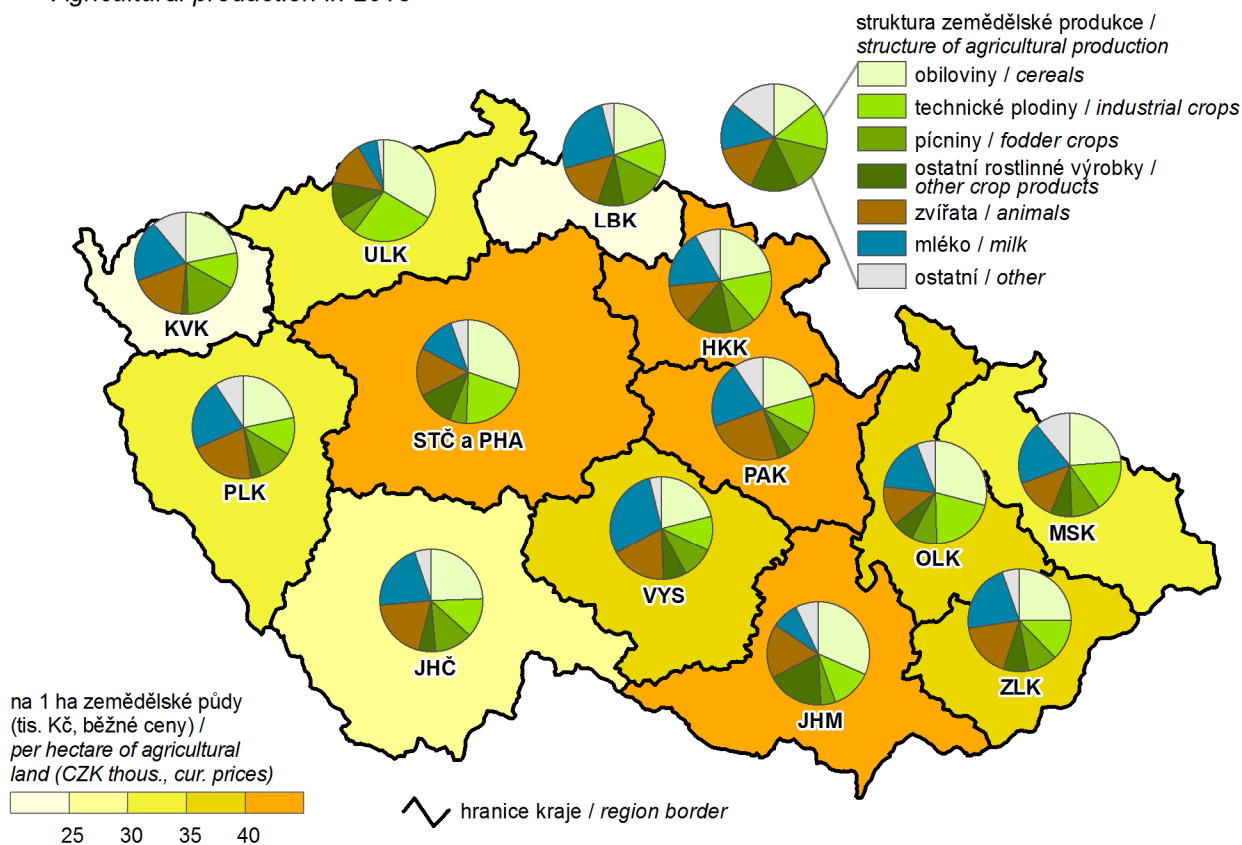 struktura zemědělské produkce /
structure of agricultural production
obiloviny / cereals
technické plodiny / industrial crops
pícniny / fodder crops
ostatní rostlinné výrobky /
other crop products
zvířata / animals
mléko / milk
ostatní / other
LBK
ULK
KVK
HKK
STČ a PHA
PAK
PLK
MSK
OLK
VYS
JHČ
ZLK
JHM
na 1 ha zemědělské půdy
(tis. Kč, běžné ceny) /
per hectare of agricultural
land (CZK thous., cur. prices)
25 30 35 40
hranice kraje / region border